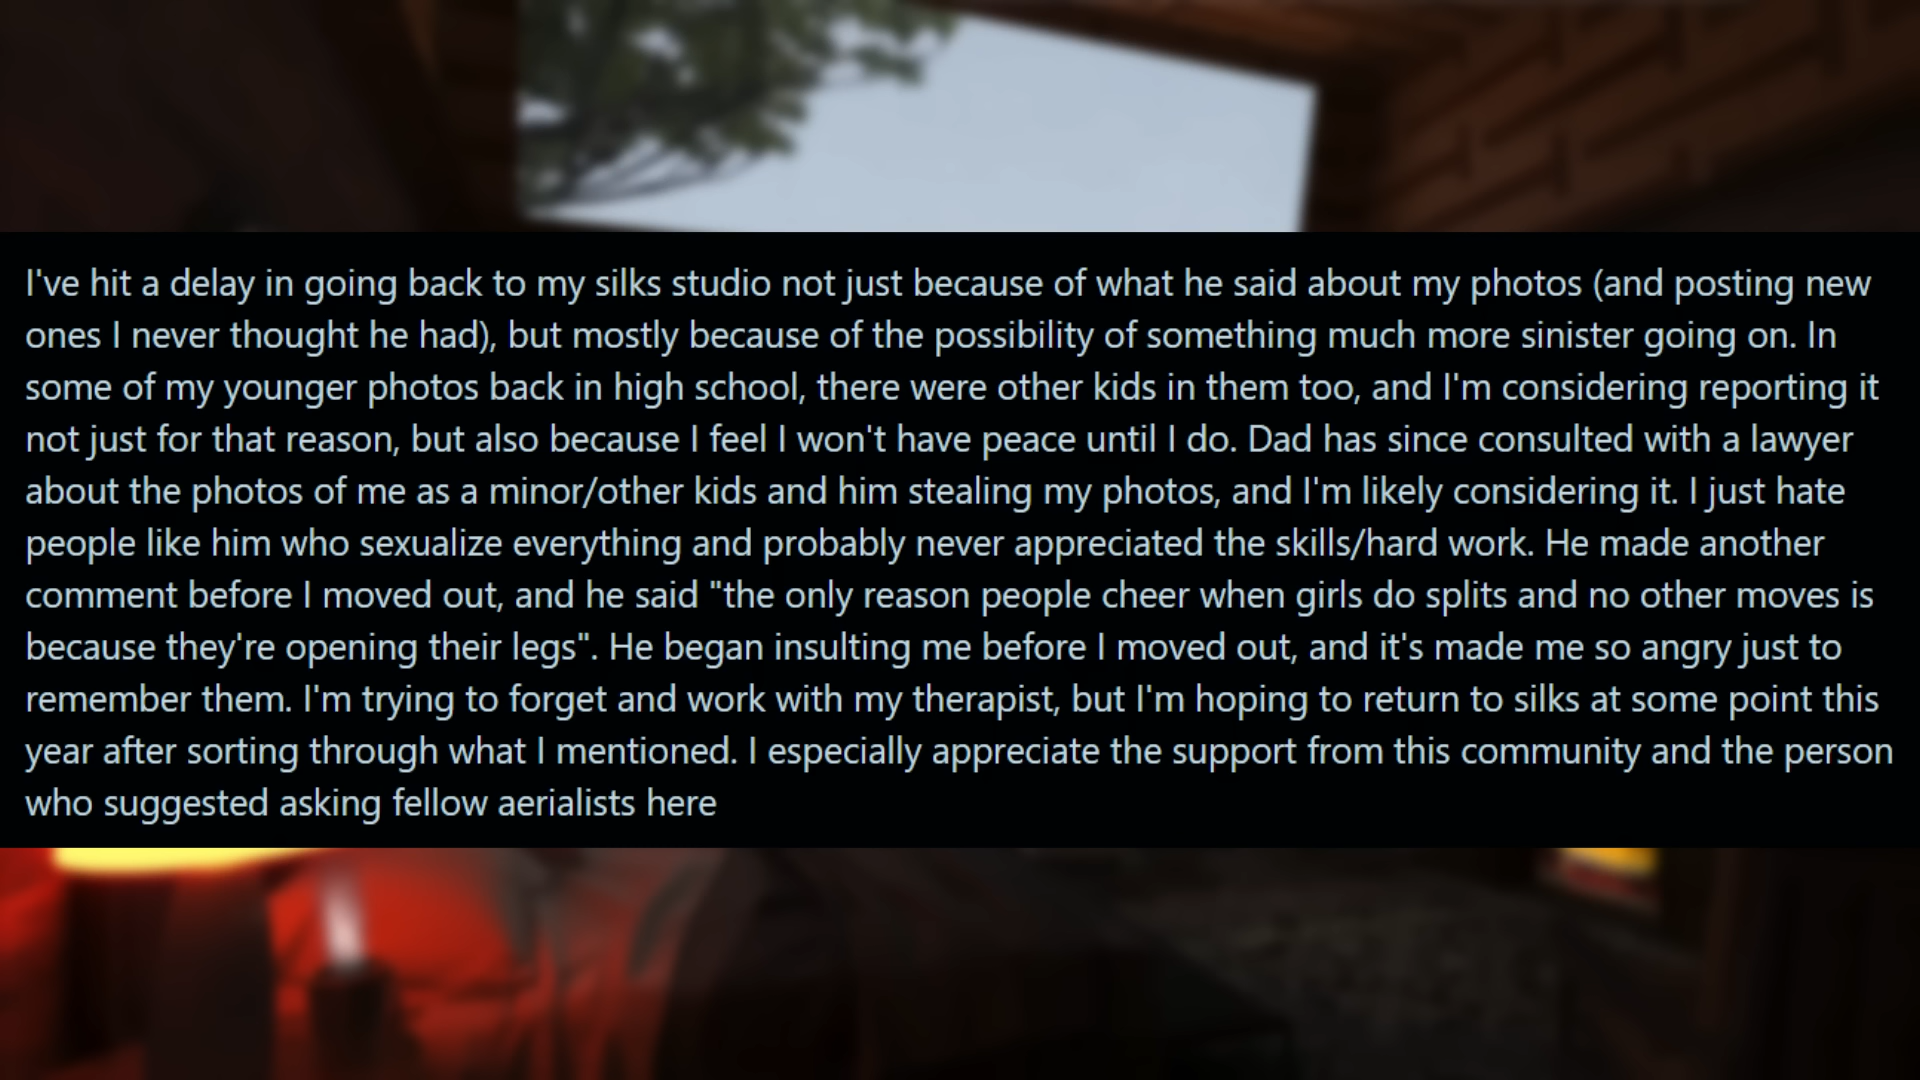 I've hit a delay in going back to my silks studio not just because of what he said about my photos (and posting new
ones I never thought he had), but mostly because of the possibility of something much more sinister going on. In
some of my younger photos back in high school, there were other kids in them too, and I'm considering reporting it
not just for that reason, but also because I feel I won't have peace until I do. Dad has since consulted with a lawyer
about the photos of me as a minor/other kids and him stealing my photos, and I'm likely considering it. I just hate
people like him who sexualize everything and probably never appreciated the skills/hard work. He made another
comment before I moved out, and he said "the only reason people cheer when girls do splits and no other moves is
because they're opening their legs". He began insulting me before I moved out, and it's made me so angry just to
remember them. I'm trying to forget and work with my therapist, but I'm hoping to return to silks at some point this
year after sorting through what I mentioned. I especially appreciate the support from this community and the person
who suggested asking fellow aerialists here